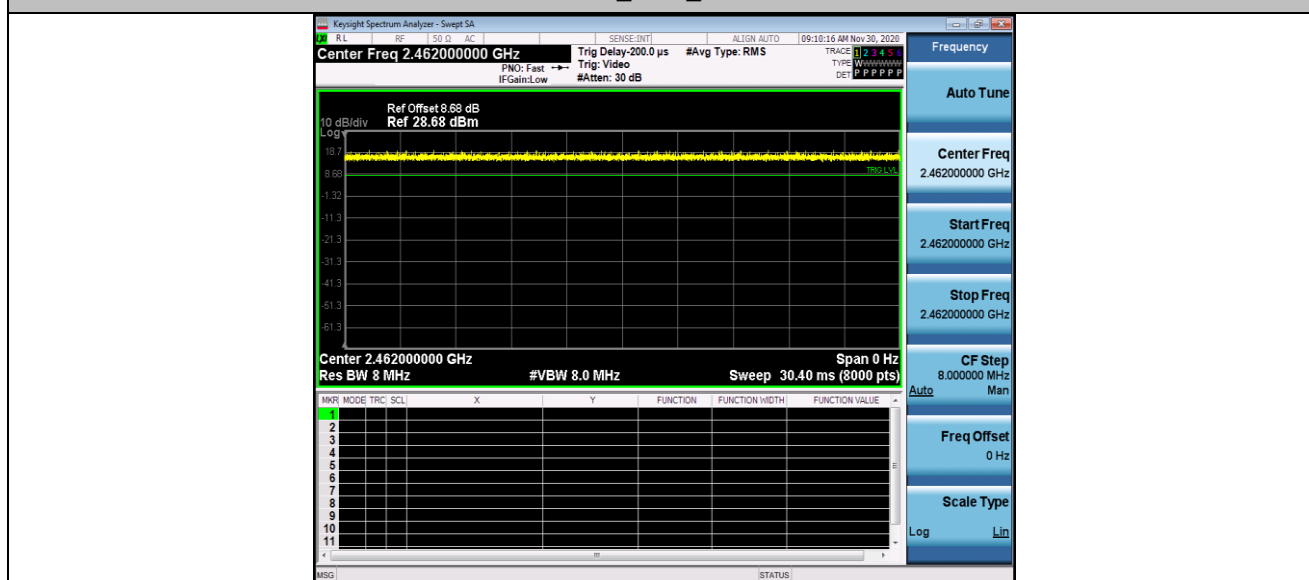 Keysight Spectrum Analyzer - Swept SA
RL RF 50 Ω AC SENSE:INT ALIGN AUTO 09:10:16 AM Nov 30, 2020
Center Freq 2.462000000 GHz
PNO: Fast
IFGain:Low
Trig Delay-200.0 µs
Trig: Video
#Atten: 30 dB
#Avg Type: RMS
TRACE 1 2 3 4 5 6
TYPE WWWWWW
DET P P P P P P
Ref Offset 8.68 dB
10 dB/div Ref 28.68 dBm
Log
18.7
8.68
TRIG LVL
-1.32
-11.3
-21.3
-31.3
-41.3
-51.3
-61.3
Center 2.462000000 GHz Span 0 Hz
Res BW 8 MHz #VBW 8.0 MHz Sweep 30.40 ms (8000 pts)
MKR MODE TRC SCL X Y FUNCTION FUNCTION WIDTH FUNCTION VALUE
1
2
3
4
5
6
7
8
9
10
11
MSG STATUS
Frequency
Auto Tune
Center Freq
2.462000000 GHz
Start Freq
2.462000000 GHz
Stop Freq
2.462000000 GHz
CF Step
8.000000 MHz
Auto Man
Freq Offset
0 Hz
Scale Type
Log Lin